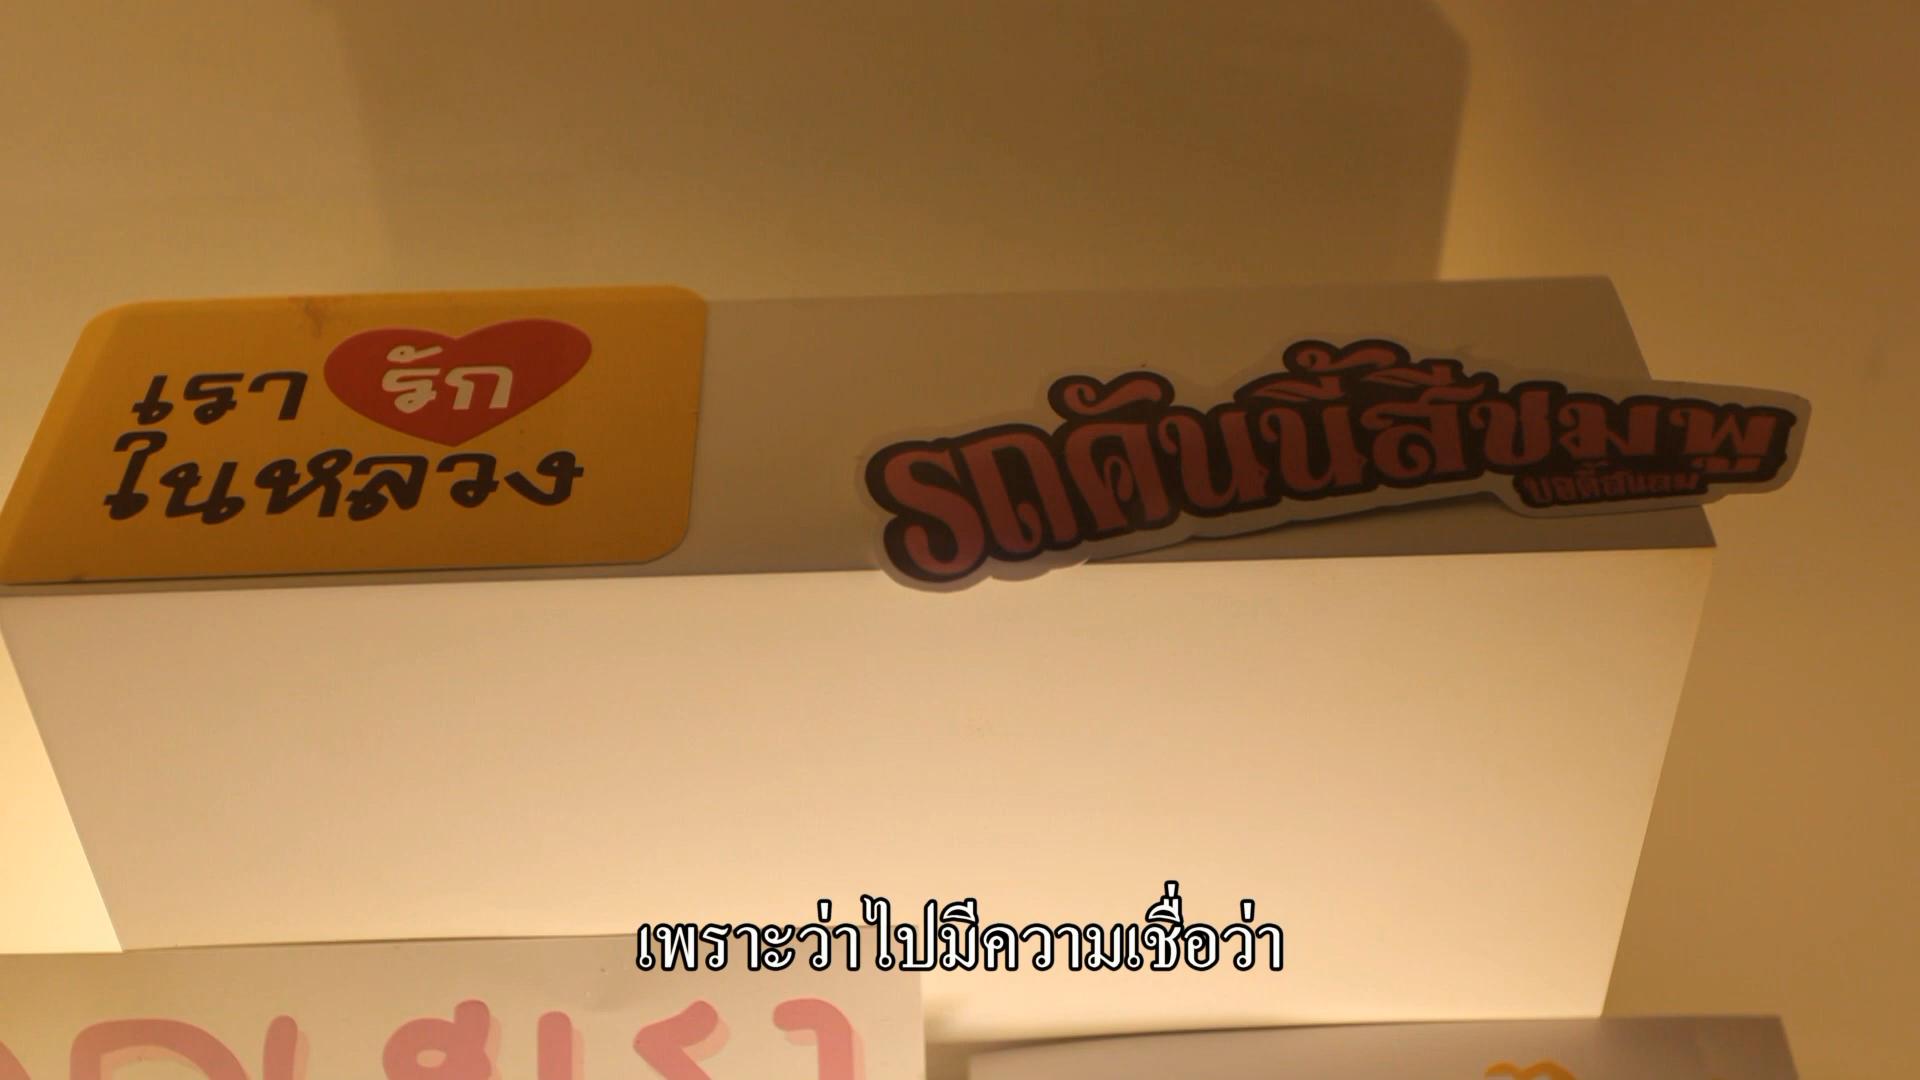 เรา รัก
ในหลวง
รถคันนี้สีชมพู
เพราะว่าไปมีความเชื่อว่า